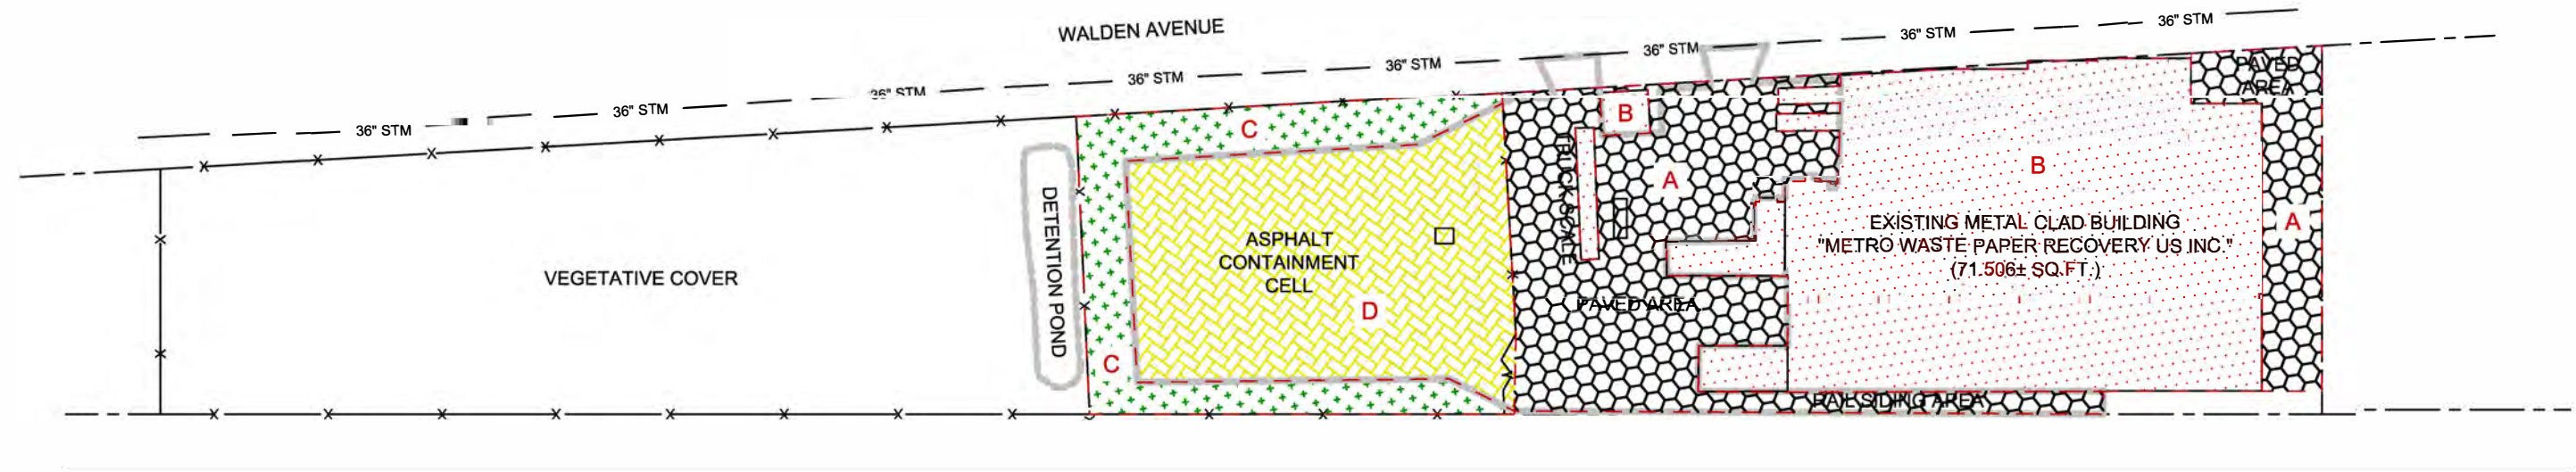 WALDEN AVENUE
36" STM
36" STM
36" STM
36" STM
36" STM
36" STM
36" STM
36" STM
PAVED
AREA
C
B
TRUCK SCALE
A
B
A
DETENTION POND
VEGETATIVE COVER
ASPHALT
CONTAINMENT
CELL
D
C
PAVED AREA
EXISTING METAL CLAD BUILDING
"METRO WASTE PAPER RECOVERY US INC."
(71.506± SQ.FT.)
RAIL SIDING AREA